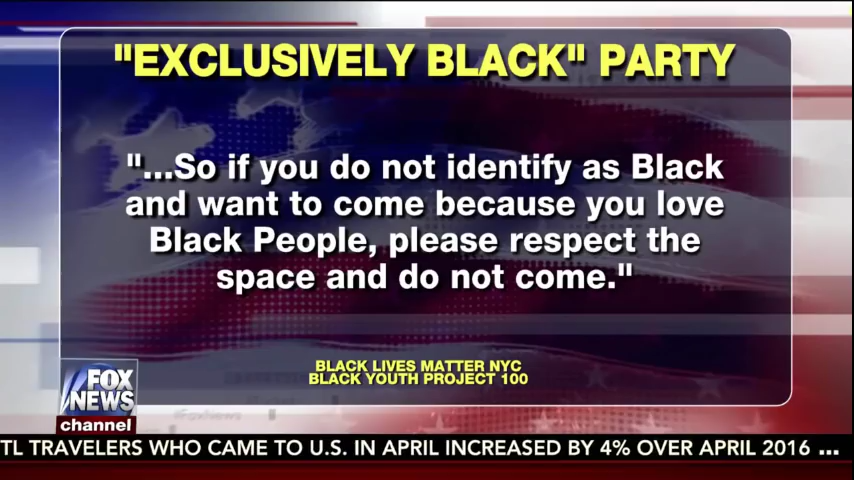 "EXCLUSIVELY BLACK" PARTY
"...So if you do not identify as Black
and want to come because you love
Black People, please respect the
space and do not come."
BLACK LIVES MATTER NYC
BLACK YOUTH PROJECT 100
FOX
NEWS
channel
#FoxNews
TL TRAVELERS WHO CAME TO U.S. IN APRIL INCREASED BY 4% OVER APRIL 2016 ...